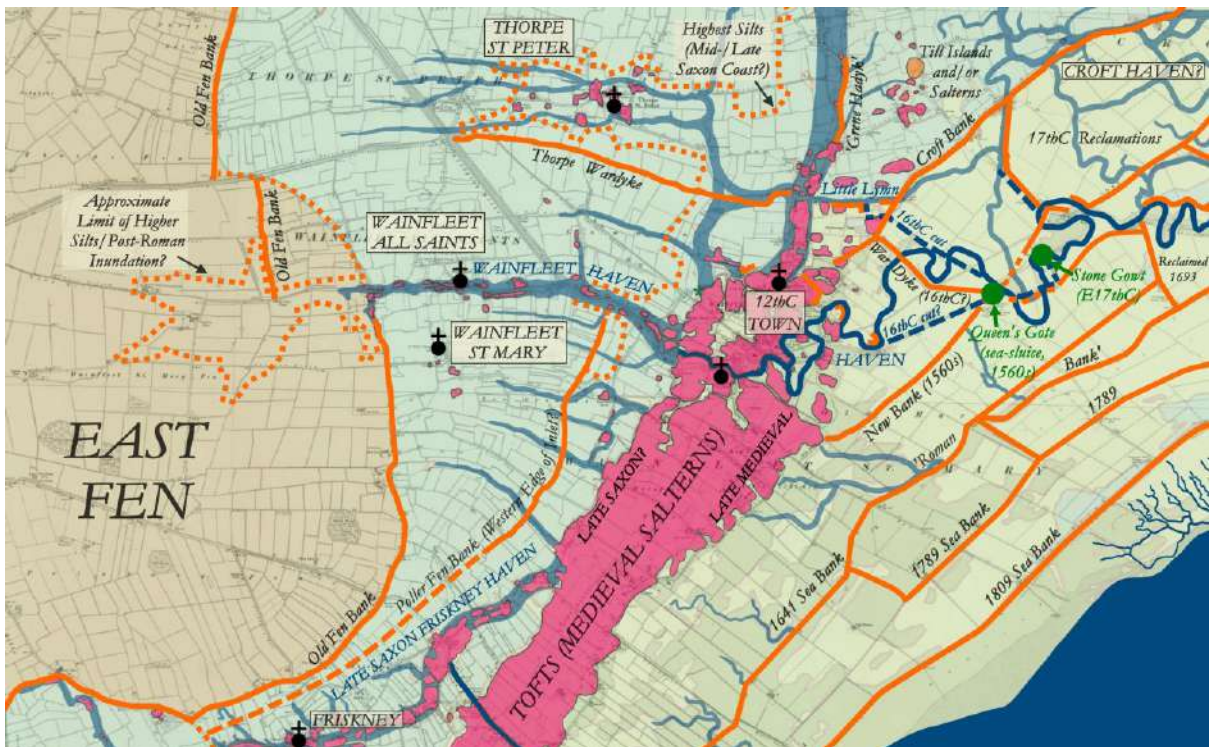 THORPE
ST PETER
Highest Silts
(Mid-/Late
Saxon Coast?)
Till Islands
and/or
Salterns
CROFT HAVEN?
Old Fen Bank
'Grene Hadyk'
Croft Bank
17thC Reclamations
Thorpe Wardyke
Little Lymn
Approximate
Limit of Higher
Silts/Post-Roman
Inundation?
Old Fen Bank
WAINFLEET
ALL SAINTS
WAINFLEET
HAVEN
16thC cut
War Dyke
(16thC?)
Stone Gowt
(E17thC)
Reclaimed
1693
12thC
TOWN
WAINFLEET
ST MARY
HAVEN
16thC cut?
Queen's Gote
(sea-sluice,
1560s)
New Bank (1560s)
'Roman
Bank'
1789
EAST
FEN
LATE SAXON?
TOFTS (MEDIEVAL SALTERNS)
LATE MEDIEVAL
ST. MARY
Poller Fen Bank (Western Edge of Inlet?)
LATE SAXON FRISKNEY HAVEN
Old Fen Bank
1641 Sea Bank
1789 Sea Bank
1809 Sea Bank
FRISKNEY